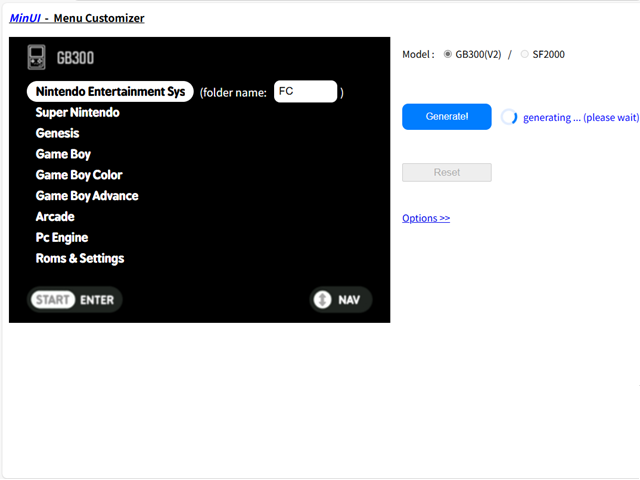 MinUI - Menu Customizer
GB300
Model : GB300(V2) / SF2000
Nintendo Entertainment Sys (folder name: FC )
Super Nintendo
Genesis
Game Boy
Game Boy Color
Game Boy Advance
Arcade
Pc Engine
Roms & Settings
START ENTER
NAV
Generate!
generating ... (please wait)
Reset
Options >>